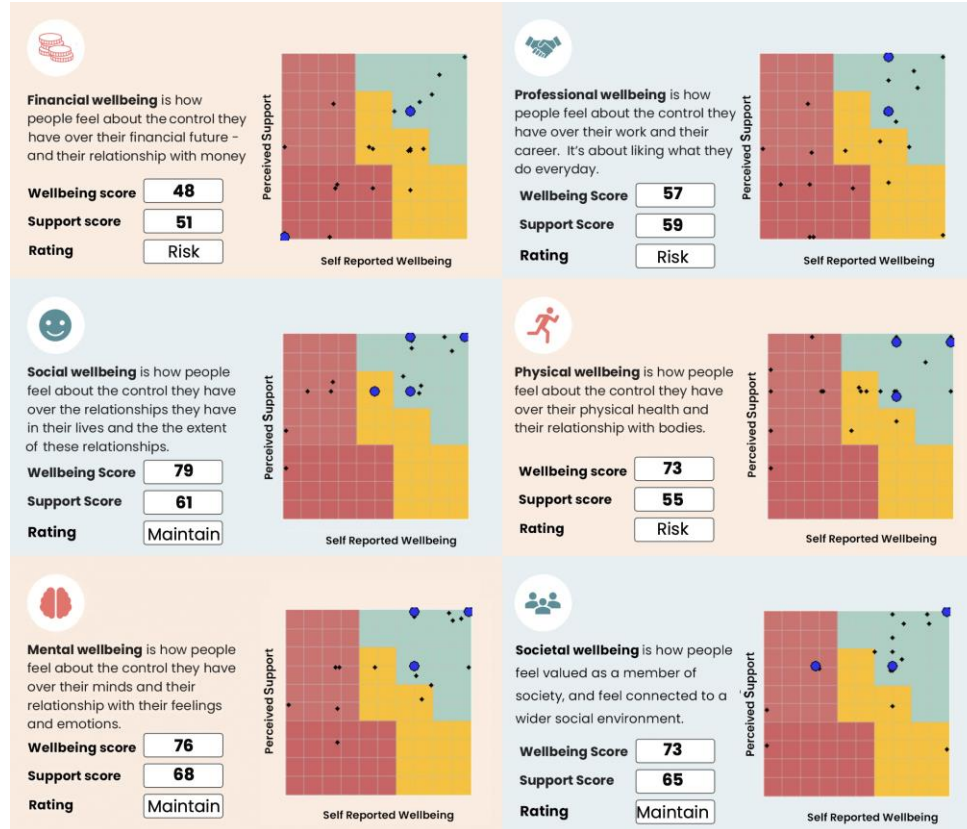 Financial wellbeing is how
people feel about the control they
have over their financial future -
and their relationship with money
Wellbeing score 48
Support score 51
Rating Risk
Perceived Support
Self Reported Wellbeing
Professional wellbeing is how
people feel about the control they
have over their work and their
career. It's about liking what they
do everyday.
Wellbeing Score 57
Support score 59
Rating Risk
Perceived Support
Self Reported Wellbeing
Social wellbeing is how people
feel about the control they have
over the relationships they have
in their lives and the the extent
of these relationships.
Wellbeing Score 79
Support Score 61
Rating Maintain
Perceived Support
Self Reported Wellbeing
Physical wellbeing is how people
feel about the control they have
over their physical health and
their relationship with bodies.
Wellbeing score 73
Support score 55
Rating Risk
Perceived Support
Self Reported Wellbeing
Mental wellbeing is how people
feel about the control they have
over their minds and their
relationship with their feelings
and emotions.
Wellbeing score 76
Support score 68
Rating Maintain
Perceived Support
Self Reported Wellbeing
Societal wellbeing is how people
feel valued as a member of
society, and feel connected to a
wider social environment.
Wellbeing Score 73
Support score 65
Rating Maintain
Perceived Support
Self Reported Wellbeing